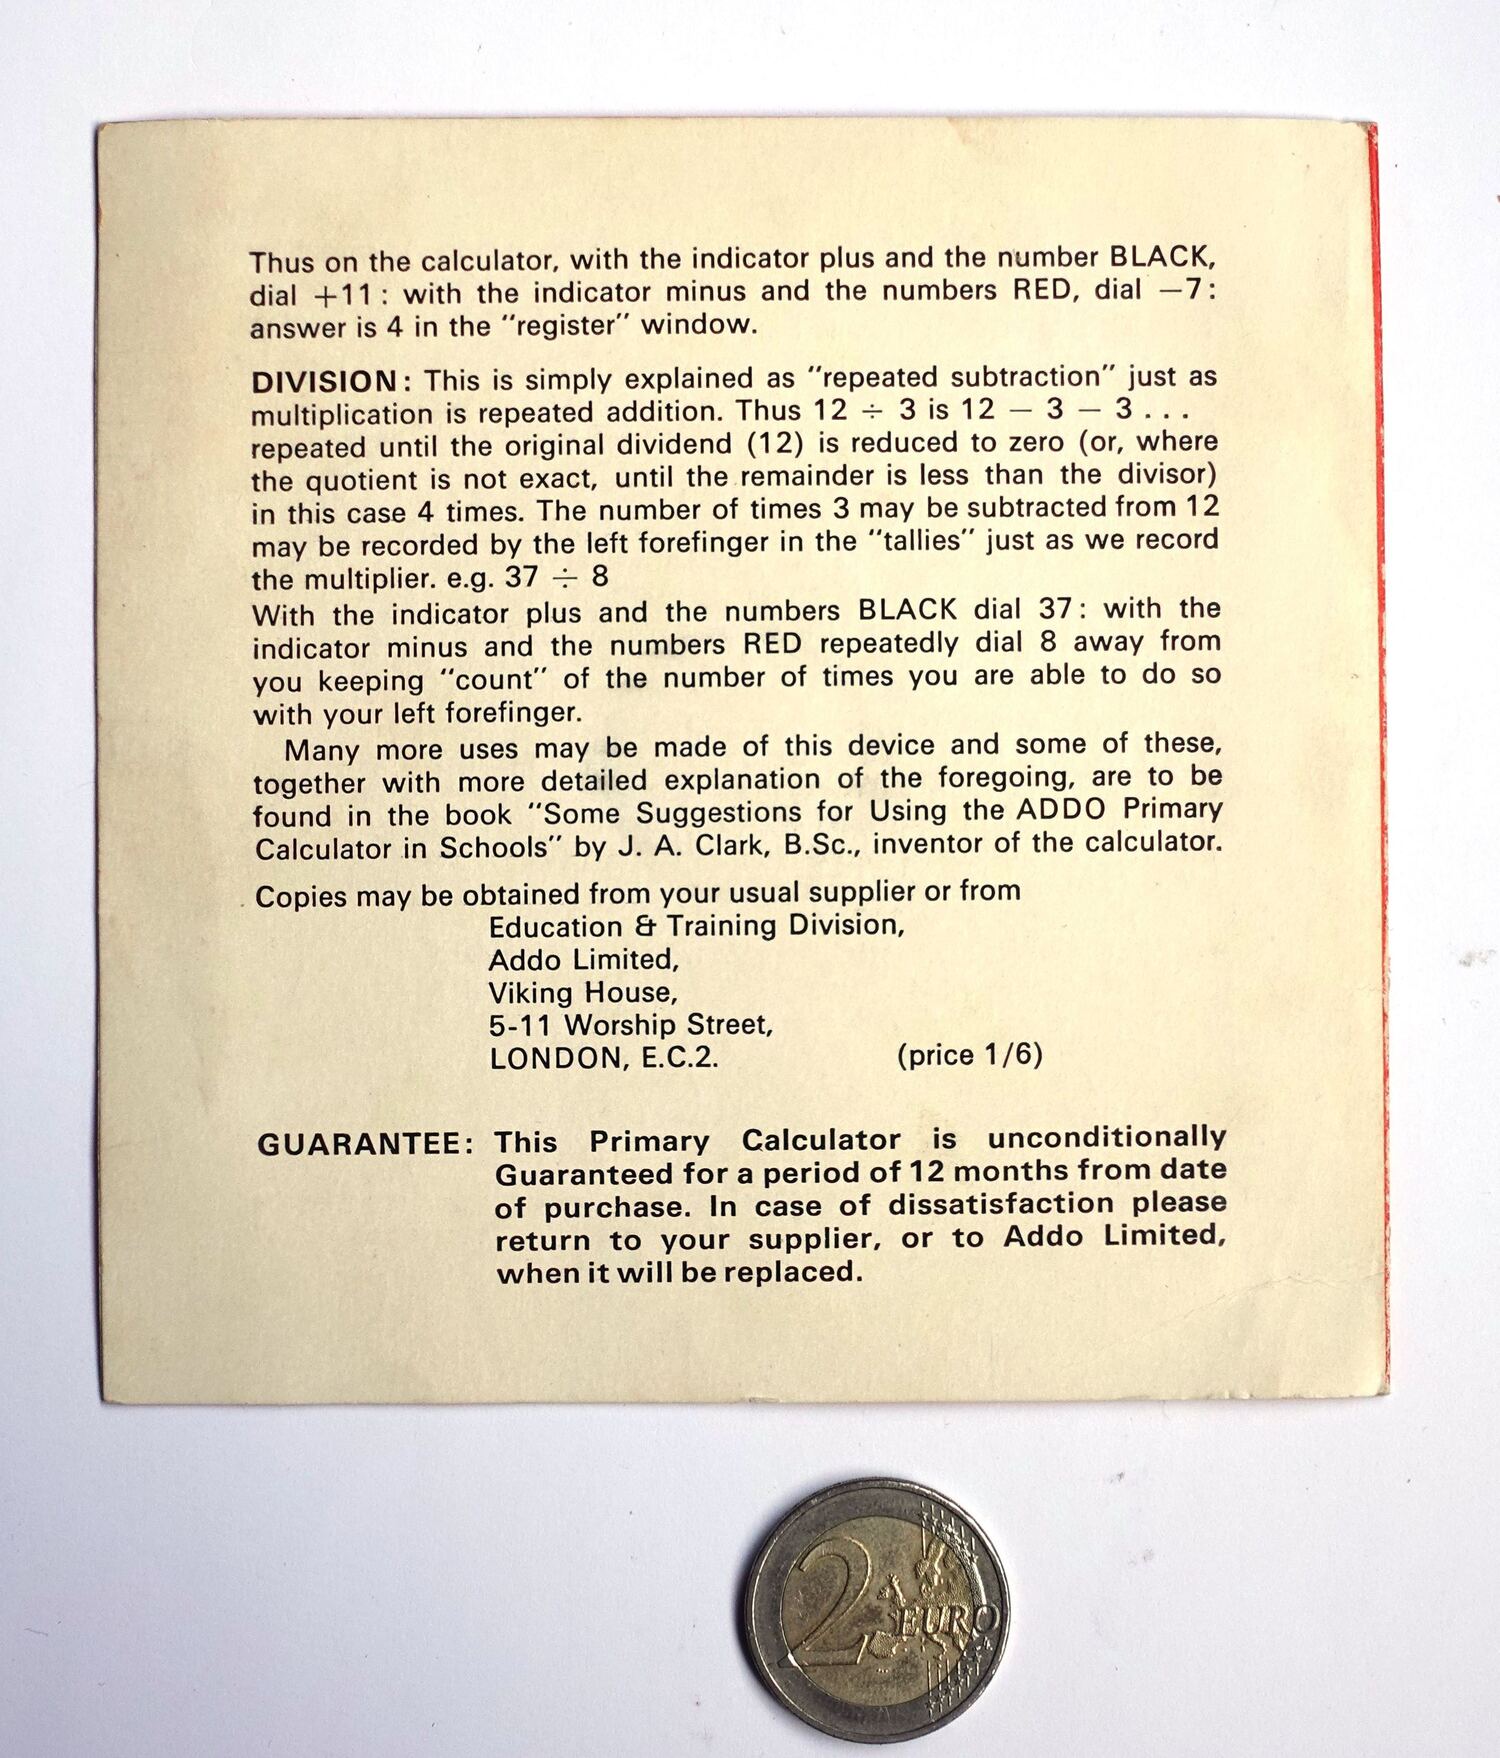 Thus on the calculator, with the indicator plus and the number BLACK,
dial +11 : with the indicator minus and the numbers RED, dial —7 :
answer is 4 in the "register" window.
DIVISION : This is simply explained as "repeated subtraction" just as
multiplication is repeated addition. Thus 12 ÷ 3 is 12 — 3 — 3 . . .
repeated until the original dividend (12) is reduced to zero (or, where
the quotient is not exact, until the remainder is less than the divisor)
in this case 4 times. The number of times 3 may be subtracted from 12
may be recorded by the left forefinger in the "tallies" just as we record
the multiplier. e.g. 37 ÷ 8
With the indicator plus and the numbers BLACK dial 37 : with the
indicator minus and the numbers RED repeatedly dial 8 away from
you keeping "count" of the number of times you are able to do so
with your left forefinger.
Many more uses may be made of this device and some of these,
together with more detailed explanation of the foregoing, are to be
found in the book "Some Suggestions for Using the ADDO Primary
Calculator in Schools" by J. A. Clark, B.Sc., inventor of the calculator.
Copies may be obtained from your usual supplier or from
Education & Training Division,
Addo Limited,
Viking House,
5-11 Worship Street,
LONDON, E.C.2. (price 1/6)
GUARANTEE: This Primary Calculator is unconditionally
Guaranteed for a period of 12 months from date
of purchase. In case of dissatisfaction please
return to your supplier, or to Addo Limited,
when it will be replaced.
2 EURO